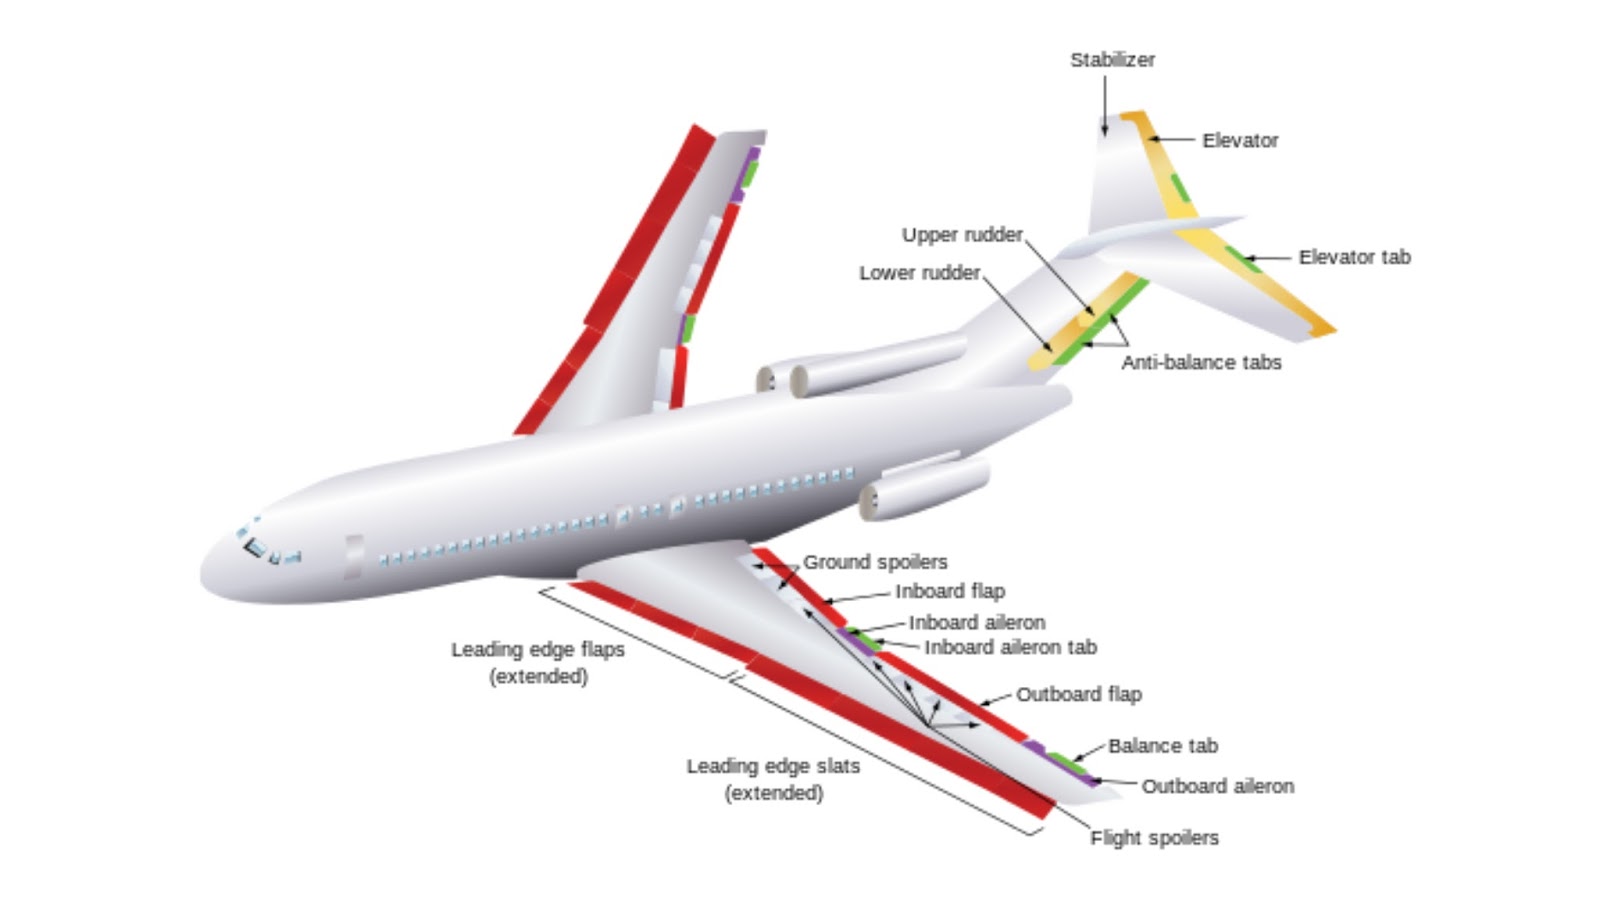 Stabilizer
Elevator
Upper rudder
Elevator tab
Lower rudder
Anti-balance tabs
Ground spoilers
Inboard flap
Inboard aileron
Inboard aileron tab
Leading edge flaps
(extended)
Outboard flap
Balance tab
Leading edge slats
(extended)
Outboard aileron
Flight spoilers